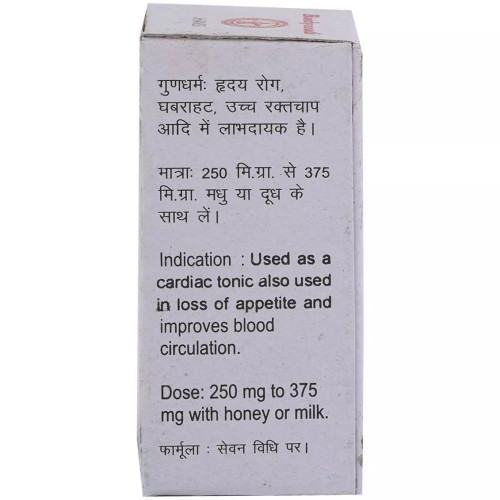 गुणधर्मः हृदय रोग,
घबराहट, उच्च रक्तचाप
आदि में लाभदायक है।
मात्राः 250 मि.ग्रा. से 375
मि.ग्रा. मधु या दूध के
साथ लें।
Indication : Used as a
cardiac tonic also used
in loss of appetite and
improves blood
circulation.
Dose: 250 mg to 375
mg with honey or milk.
फार्मूला : सेवन विधि पर।